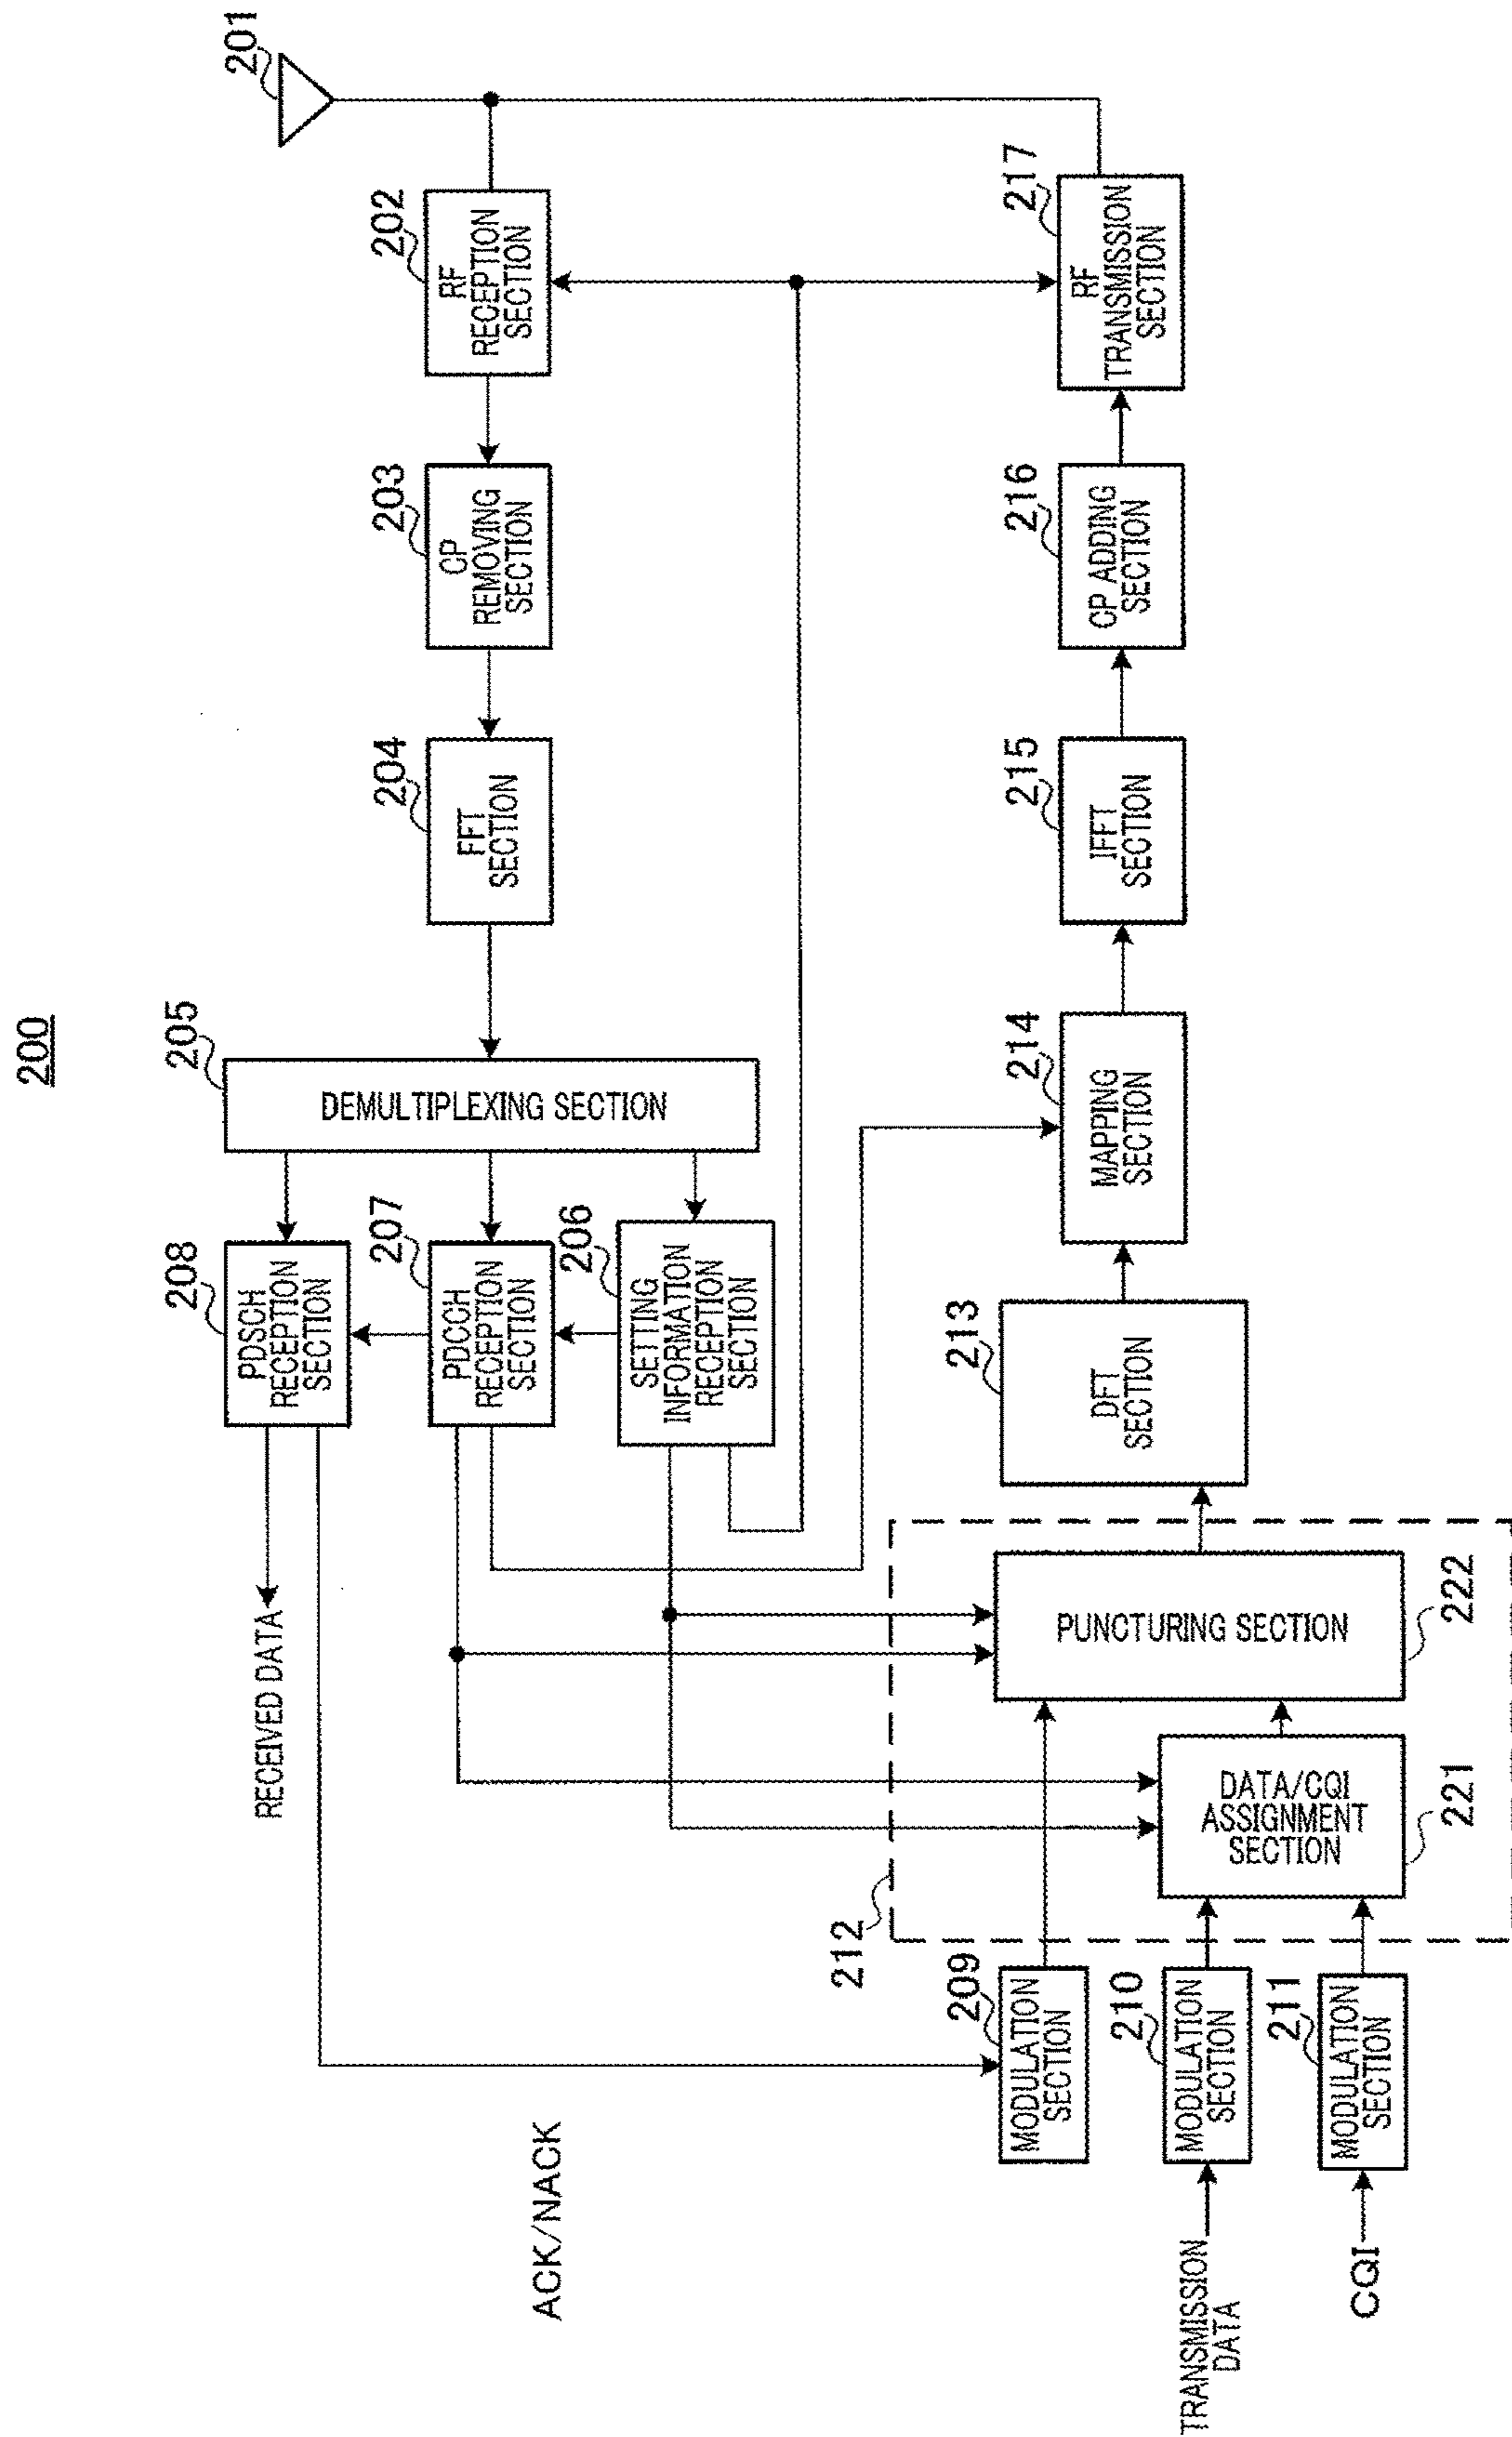 200
201
202
RF
RECEPTION
SECTION
203
CP
REMOVING
SECTION
204
FFT
SECTION
205
DEMULTIPLEXING SECTION
208
PDSCH
RECEPTION
SECTION
207
PDCCH
RECEPTION
SECTION
206
SETTING
INFORMATION
RECEPTION
SECTION
RECEIVED DATA
ACK/NACK
217
RF
TRANSMISSION
SECTION
216
CP ADDING
SECTION
215
IFFT
SECTION
214
MAPPING
SECTION
213
DFT
SECTION
212
PUNCTURING SECTION
222
DATA/CQI
ASSIGNMENT
SECTION
221
209
MODULATION
SECTION
210
MODULATION
SECTION
211
MODULATION
SECTION
TRANSMISSION
DATA
CQI